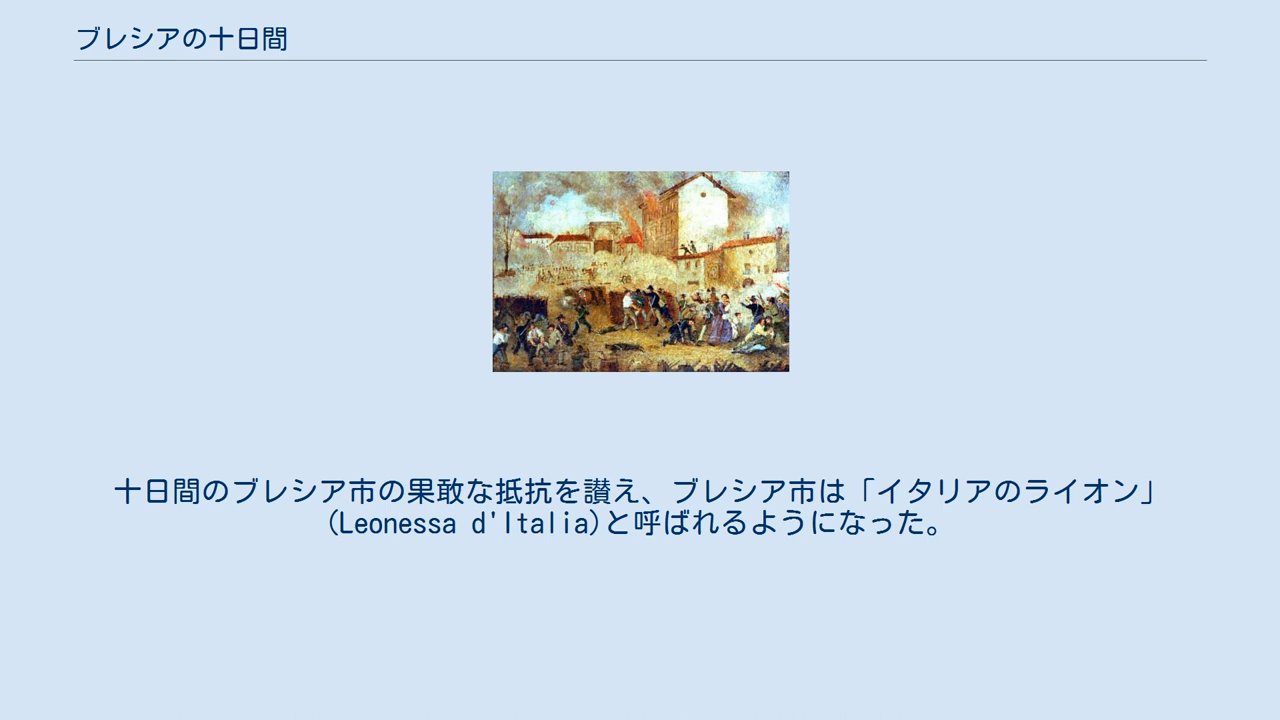 ブレシアの十日間
十日間のブレシア市の果敢な抵抗を讃え、ブレシア市は「イタリアのライオン」
(Leonessa d'Italia)と呼ばれるようになった。